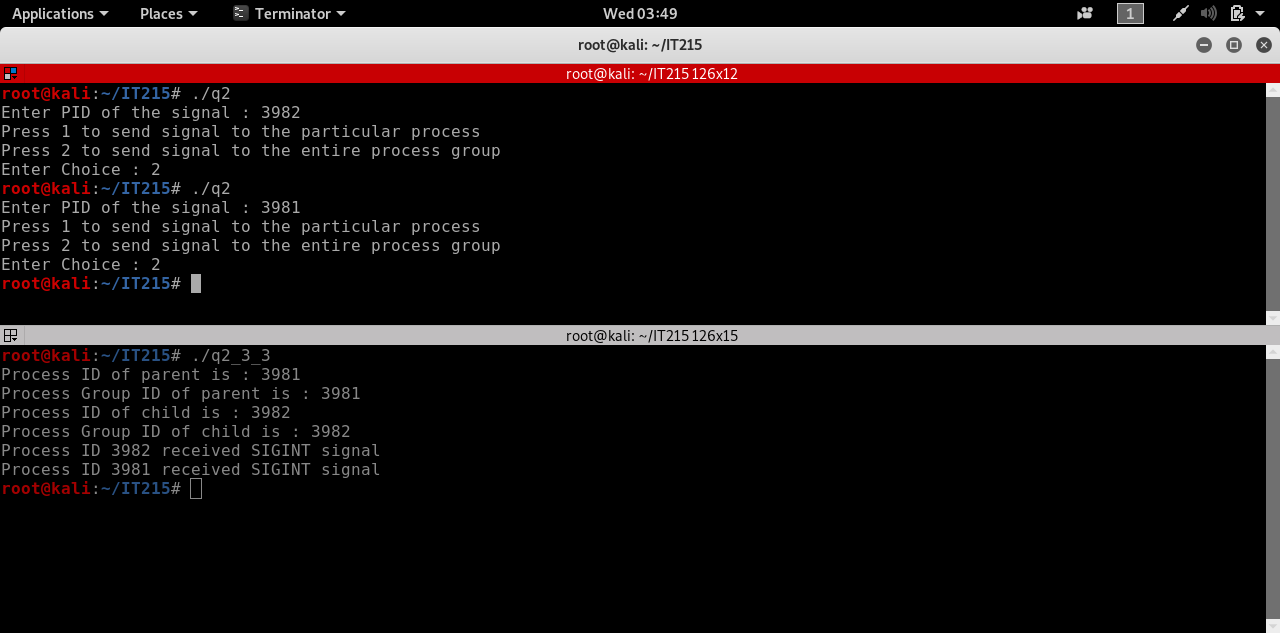 Applications Places Terminator Wed 03:49 1
root@kali: ~/IT215
root@kali: ~/IT215 126x12
root@kali:~/IT215# ./q2
Enter PID of the signal : 3982
Press 1 to send signal to the particular process
Press 2 to send signal to the entire process group
Enter Choice : 2
root@kali:~/IT215# ./q2
Enter PID of the signal : 3981
Press 1 to send signal to the particular process
Press 2 to send signal to the entire process group
Enter Choice : 2
root@kali:~/IT215#
root@kali: ~/IT215 126x15
root@kali:~/IT215# ./q2_3_3
Process ID of parent is : 3981
Process Group ID of parent is : 3981
Process ID of child is : 3982
Process Group ID of child is : 3982
Process ID 3982 received SIGINT signal
Process ID 3981 received SIGINT signal
root@kali:~/IT215#